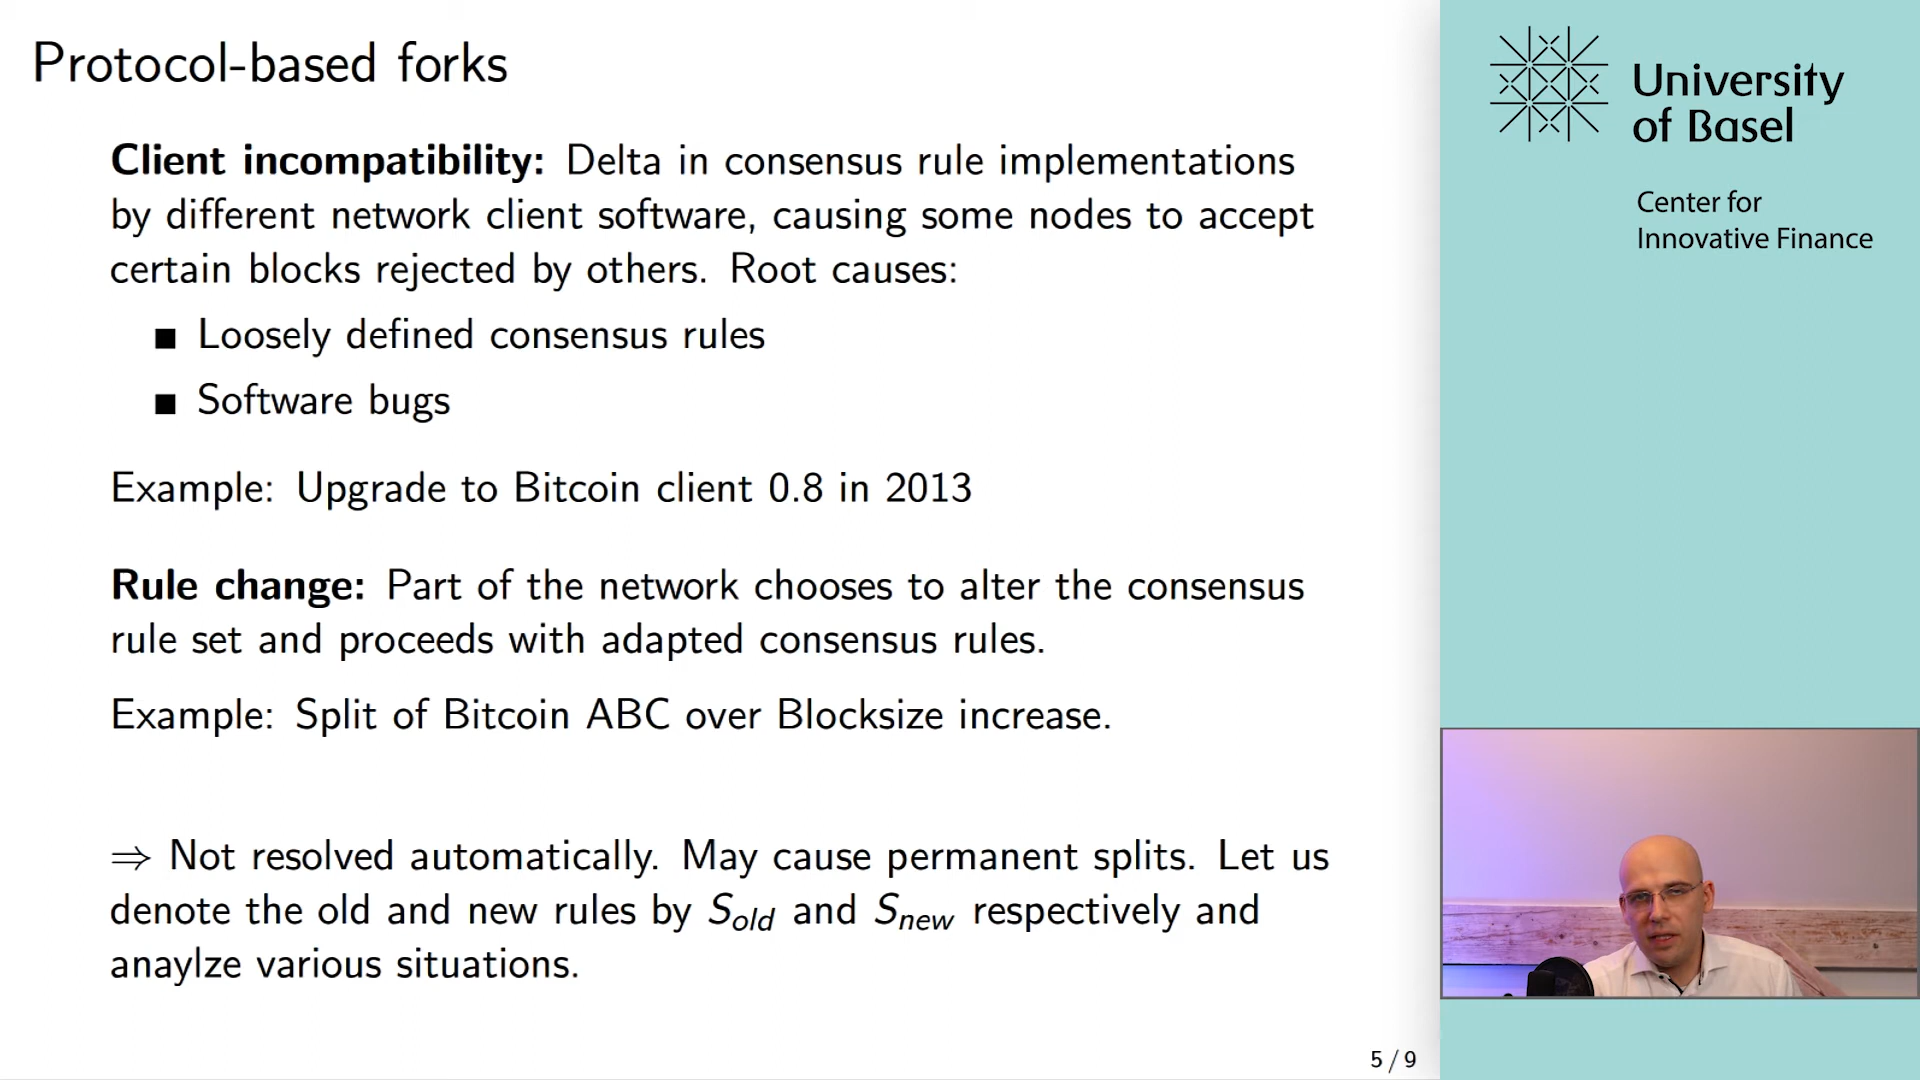 Protocol-based forks
Client incompatibility: Delta in consensus rule implementations
by different network client software, causing some nodes to accept
certain blocks rejected by others. Root causes:
■ Loosely defined consensus rules
■ Software bugs
Example: Upgrade to Bitcoin client 0.8 in 2013
Rule change: Part of the network chooses to alter the consensus
rule set and proceeds with adapted consensus rules.
Example: Split of Bitcoin ABC over Blocksize increase.
⇒ Not resolved automatically. May cause permanent splits. Let us
denote the old and new rules by S_old and S_new respectively and
anaylze various situations.
5 / 9
University
of Basel
Center for
Innovative Finance